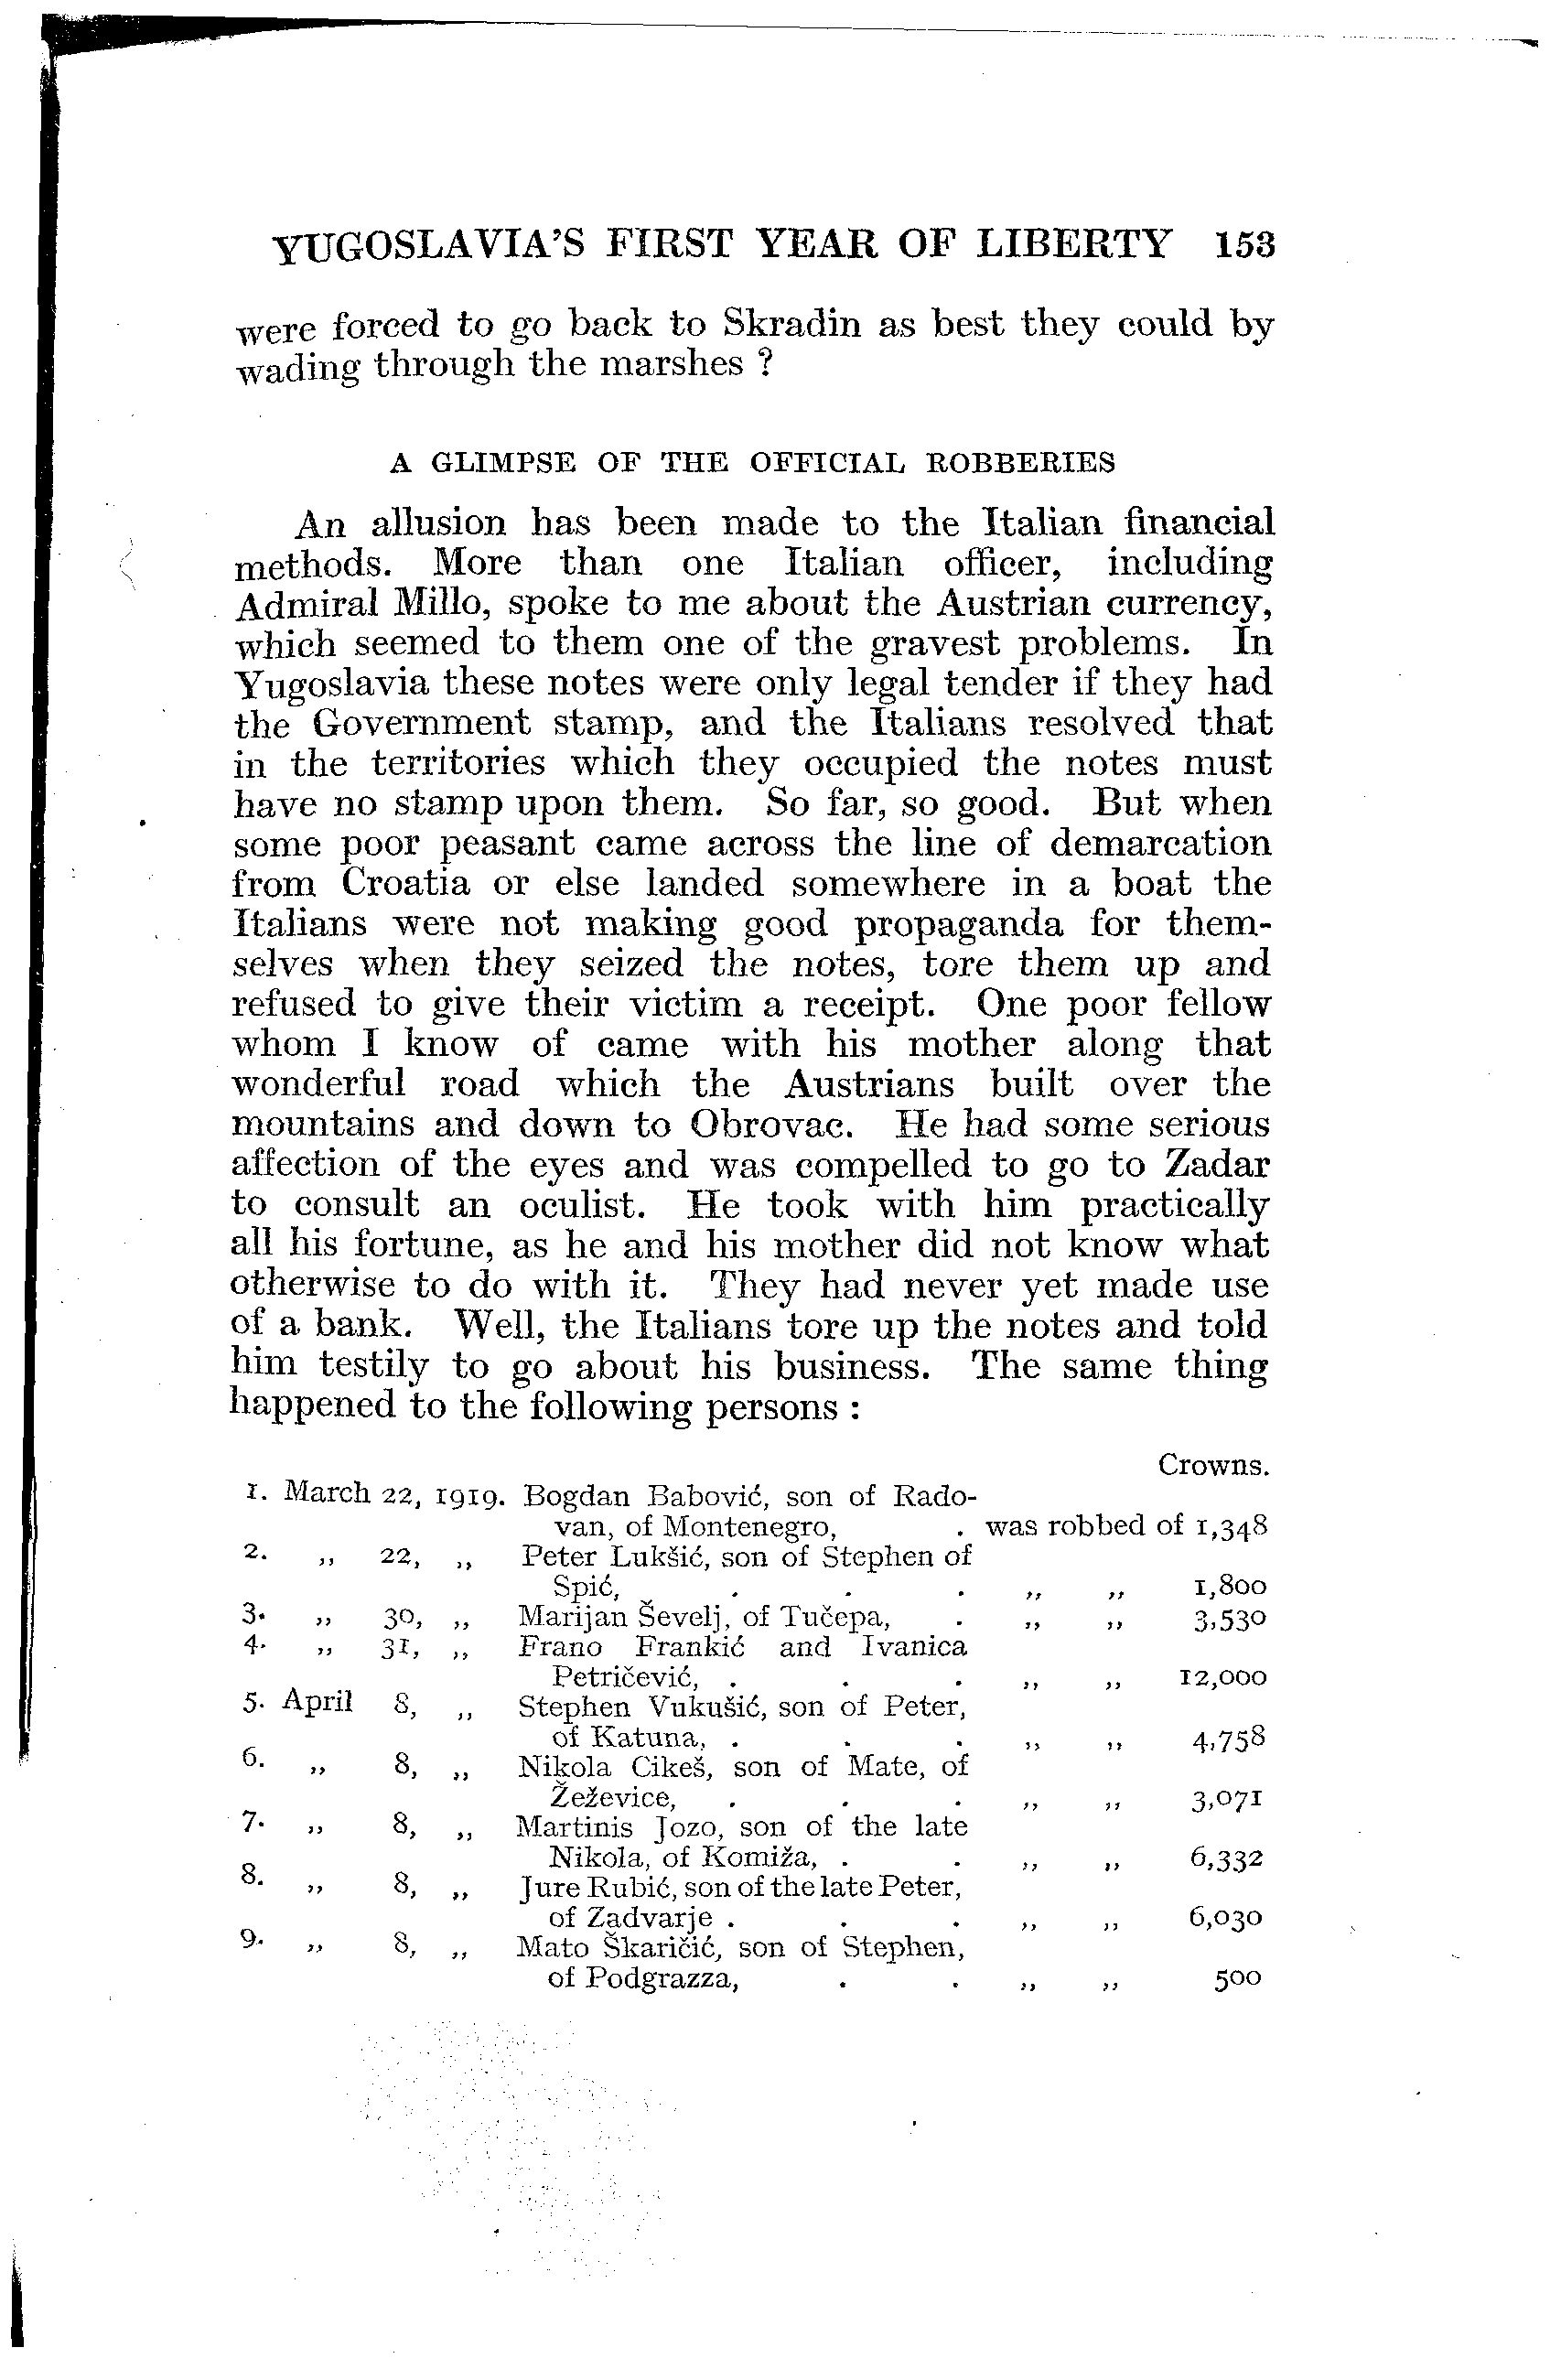 YUGOSLAVIA'S FIRST YEAR OF LIBERTY 153
were forced to go back to Skradin as best they could by
wading through the marshes ?
A GLIMPSE OF THE OFFICIAL ROBBERIES
An allusion has been made to the Italian financial
methods. More than one Italian officer, including
Admiral Millo, spoke to me about the Austrian currency,
which seemed to them one of the gravest problems. In
Yugoslavia these notes were only legal tender if they had
the Government stamp, and the Italians resolved that
in the territories which they occupied the notes must
have no stamp upon them. So far, so good. But when
some poor peasant came across the line of demarcation
from Croatia or else landed somewhere in a boat the
Italians were not making good propaganda for them-
selves when they seized the notes, tore them up and
refused to give their victim a receipt. One poor fellow
whom I know of came with his mother along that
wonderful road which the Austrians built over the
mountains and down to Obrovac. He had some serious
affection of the eyes and was compelled to go to Zadar
to consult an oculist. He took with him practically
all his fortune, as he and his mother did not know what
otherwise to do with it. They had never yet made use
of a bank. Well, the Italians tore up the notes and told
him testily to go about his business. The same thing
happened to the following persons :
Crowns.
1. March 22, 1919. Bogdan Babović, son of Rado-
van, of Montenegro, . was robbed of 1,348
2. ,, 22, ,, Peter Lukšić, son of Stephen of
Spić, . . . ,, ,, 1,800
3. ,, 30, ,, Marijan Ševelj, of Tučepa, . ,, ,, 3,530
4. ,, 31, ,, Frano Frankić and Ivanica
Petričević, . . . ,, ,, 12,000
5. April 8, ,, Stephen Vukušić, son of Peter,
of Katuna, . . . ,, ,, 4,758
6. ,, 8, ,, Nikola Cikeš, son of Mate, of
Žeževice, . . . ,, ,, 3,071
7. ,, 8, ,, Martinis Jozo, son of the late
Nikola, of Komiža, . . ,, ,, 6,332
8. ,, 8, ,, Jure Rubić, son of the late Peter,
of Zadvarje . . . ,, ,, 6,030
9. ,, 8, ,, Mato Škaričić, son of Stephen,
of Podgrazza, . . ,, ,, 500